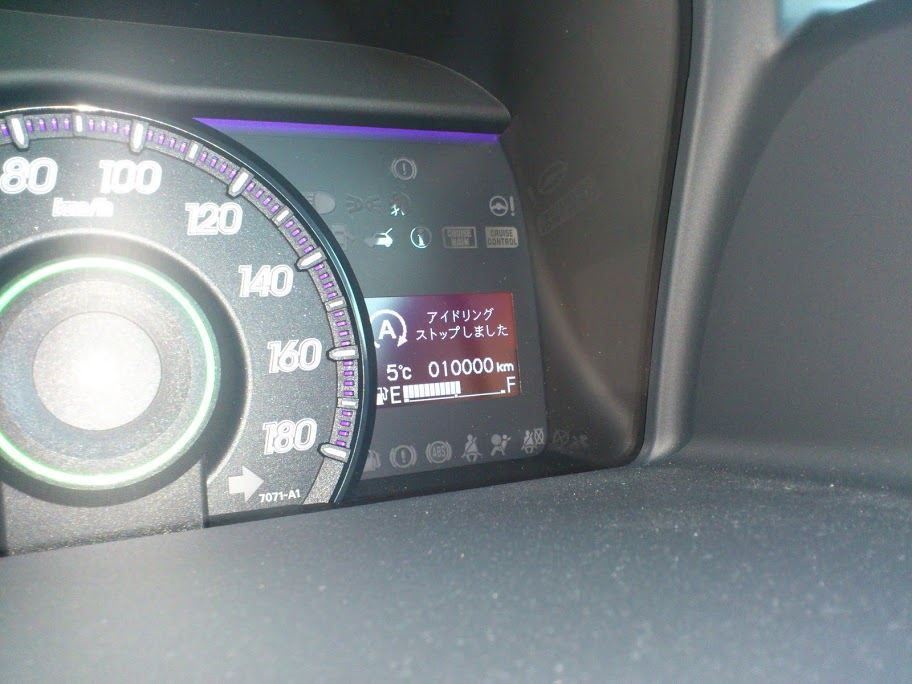 80
100
120
140
160
180
km/h
7071-A1
CRUISE
MAIN
CRUISE
CONTROL
A
アイドリング
ストップしました
5℃ 010000 km
E F
ABS